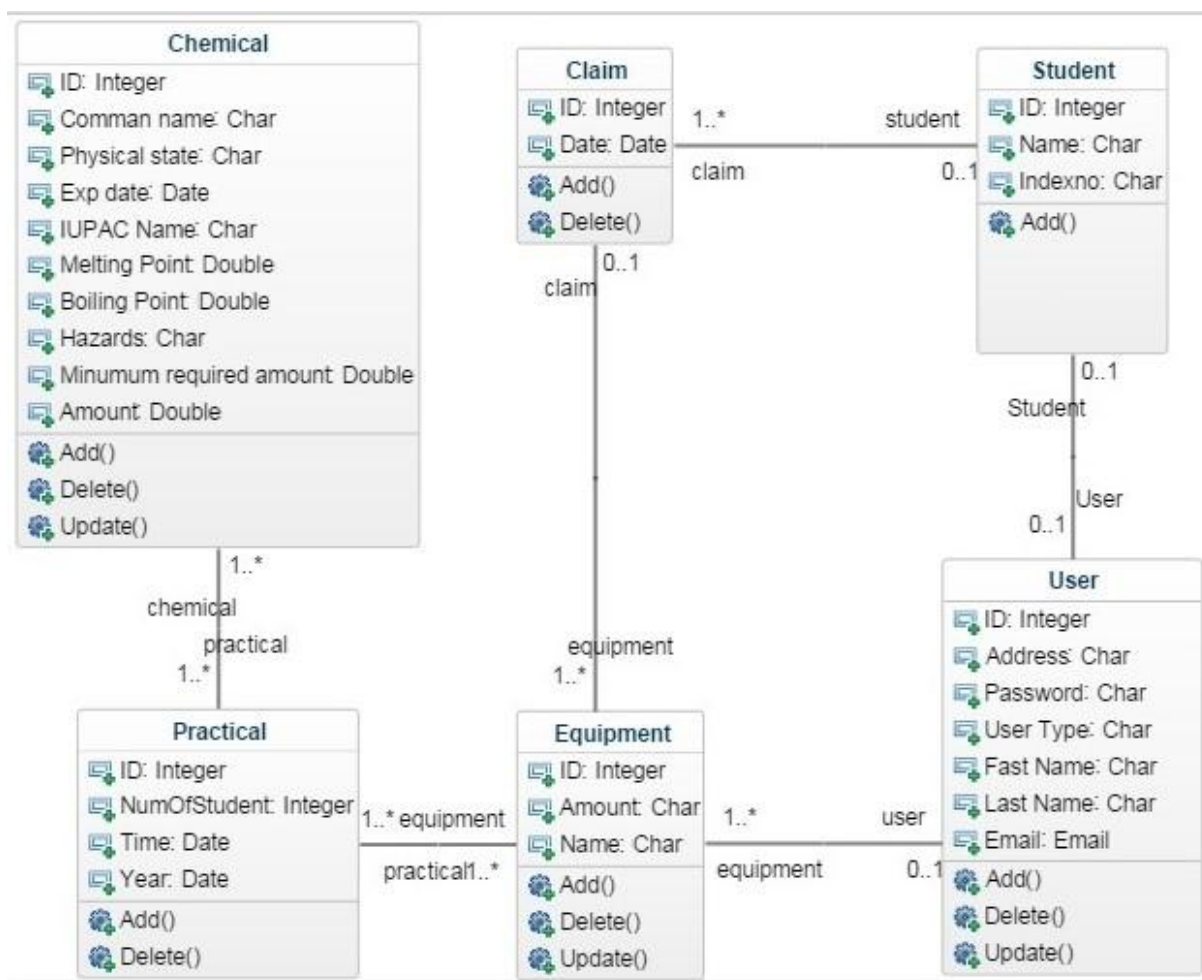 Chemical
ID: Integer
Comman name: Char
Physical state: Char
Exp date: Date
IUPAC Name: Char
Melting Point: Double
Boiling Point: Double
Hazards: Char
Minumum required amount: Double
Amount: Double
Add()
Delete()
Update()
1..*
chemical
practical
1..*
Claim
ID: Integer
Date: Date
Add()
Delete()
1..*
student
claim
0..1
Student
ID: Integer
Name: Char
Indexno: Char
Add()
0..1
claim
equipment
1..*
0..1
Student
User
0..1
Practical
ID: Integer
NumOfStudent: Integer
Time: Date
Year: Date
Add()
Delete()
1..* equipment
practical1..*
Equipment
ID: Integer
Amount: Char
Name: Char
Add()
Delete()
Update()
1..*
user
equipment
0..1
User
ID: Integer
Address: Char
Password: Char
User Type: Char
Fast Name: Char
Last Name: Char
Email: Email
Add()
Delete()
Update()